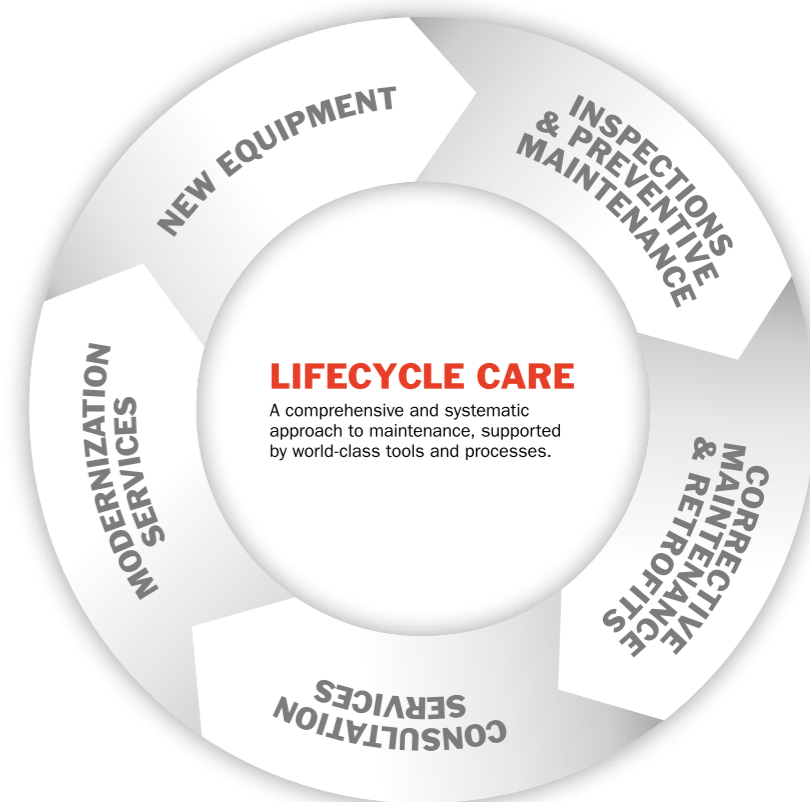 NEW EQUIPMENT
INSPECTIONS
& PREVENTIVE
MAINTENANCE
CORRECTIVE
MAINTENANCE
& RETROFITS
CONSULTATION
SERVICES
MODERNIZATION
SERVICES
LIFECYCLE CARE
A comprehensive and systematic
approach to maintenance, supported
by world-class tools and processes.